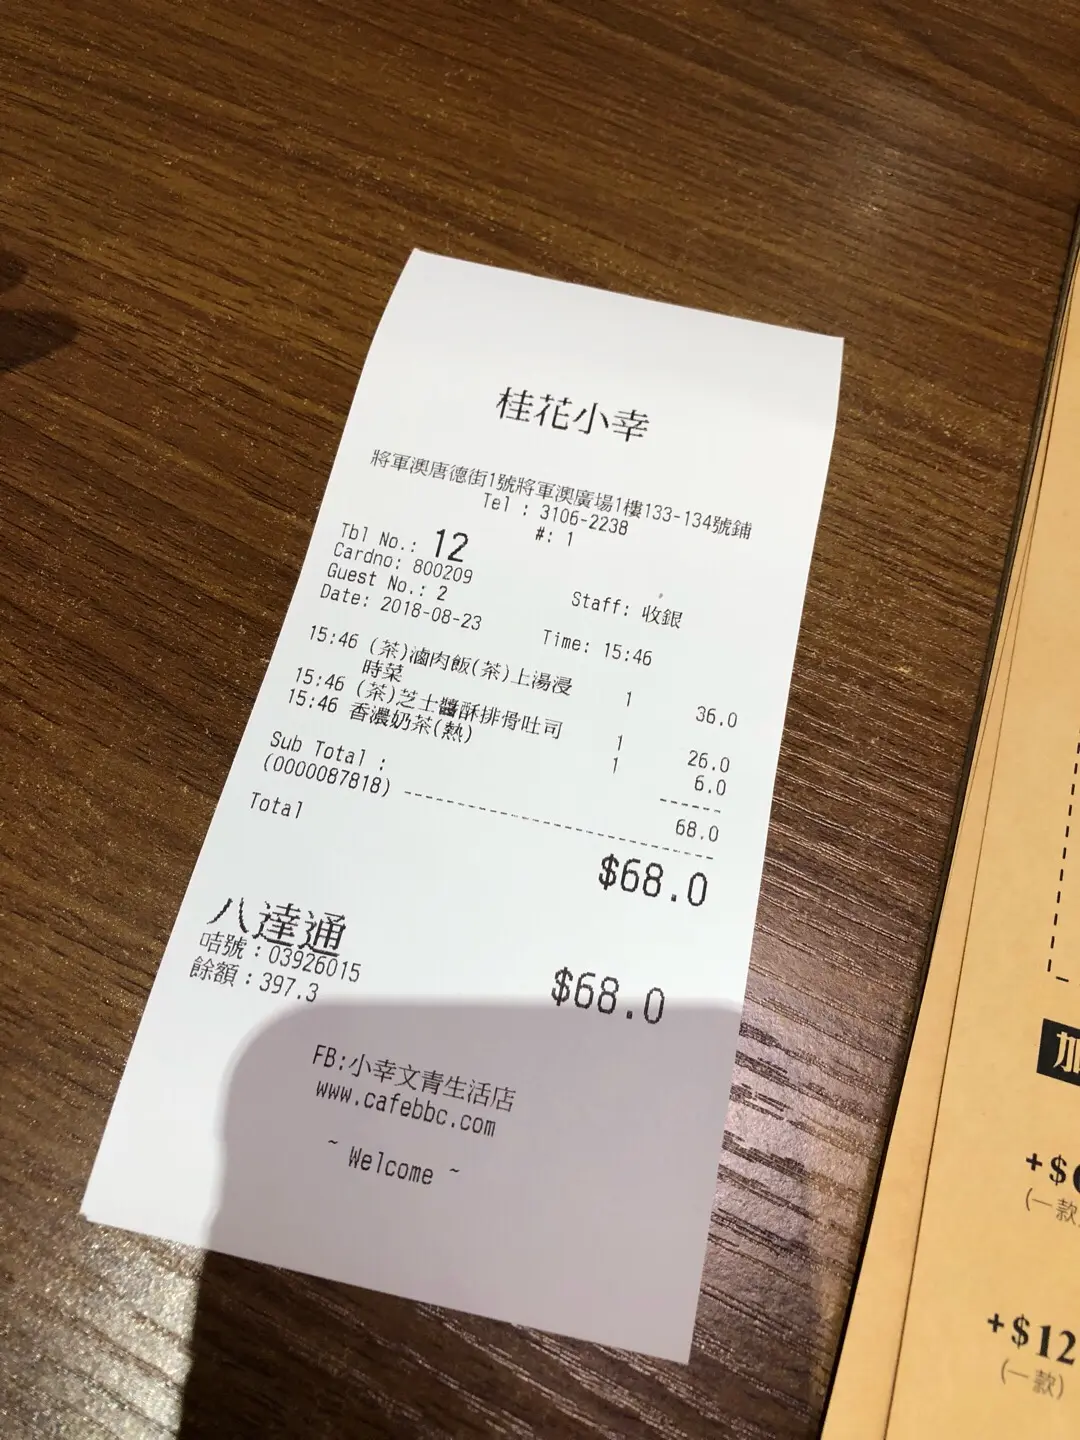 桂花小幸
將軍澳唐德街1號將軍澳廣場1樓133-134號鋪
Tel : 3106-2238
#: 1
Tbl No.: 12
Cardno: 800209
Guest No.: 2 Staff: 收銀
Date: 2018-08-23 Time: 15:46
15:46 (茶)滷肉飯(茶)上湯浸時菜 1 36.0
15:46 (茶)芝士醬酥排骨吐司 1 26.0
15:46 香濃奶茶(熱) 1 6.0
Sub Total : 68.0
(0000087818)
Total $68.0
八達通 $68.0
咭號：03926015
餘額：397.3
FB:小幸文青生活店
www.cafebbc.com
~ Welcome ~
加
+$
(一款
+$12
(一款)